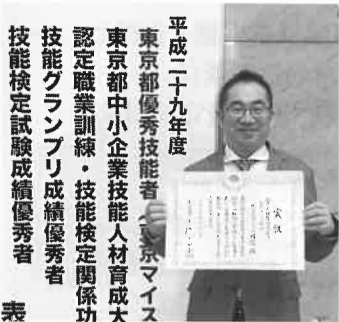 平成二十九年度
東京都優秀技能者（東京マイス
東京都中小企業技能人材育成大
認定職業訓練・技能検定関係功
技能グランプリ成績優秀者
技能検定試験成績優秀者
表
賞状